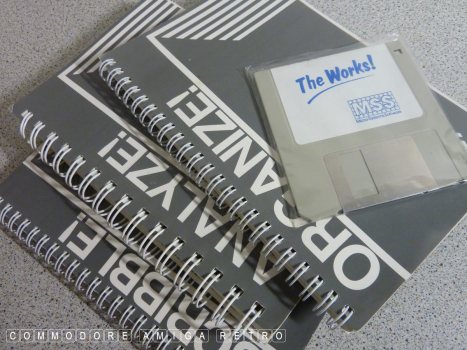 The Works!
MSS
ORGANIZE!
ANALYZE!
SCRIBBLE!
COMMODORE AMIGA RETRO